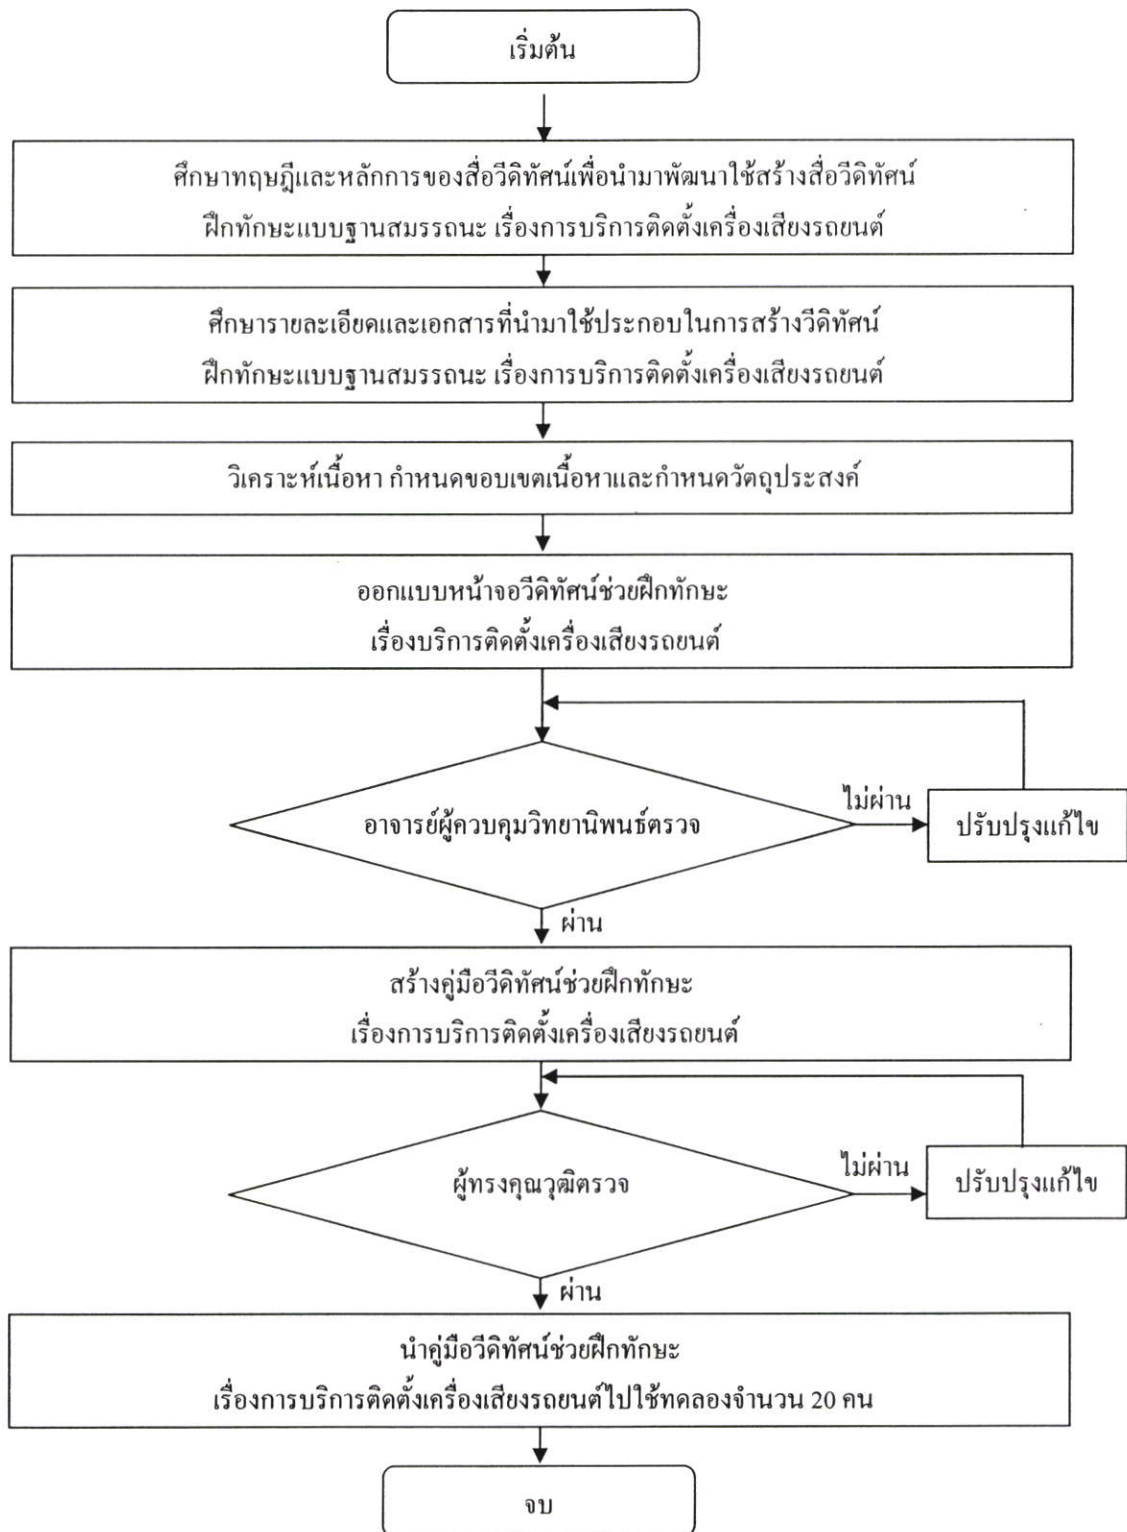 เริ่มต้น
ศึกษาทฤษฎีและหลักการของสื่อวีดิทัศน์เพื่อนำมาพัฒนาใช้สร้างสื่อวีดิทัศน์
ฝึกทักษะแบบฐานสมรรถนะ เรื่องการบริการติดตั้งเครื่องเสียงรถยนต์
ศึกษารายละเอียดและเอกสารที่นำมาใช้ประกอบในการสร้างวีดิทัศน์
ฝึกทักษะแบบฐานสมรรถนะ เรื่องการบริการติดตั้งเครื่องเสียงรถยนต์
วิเคราะห์เนื้อหา กำหนดขอบเขตเนื้อหาและกำหนดวัตถุประสงค์
ออกแบบหน้าจอวีดิทัศน์ช่วยฝึกทักษะ
เรื่องบริการติดตั้งเครื่องเสียงรถยนต์
อาจารย์ผู้ควบคุมวิทยานิพนธ์ตรวจ
ไม่ผ่าน
ปรับปรุงแก้ไข
ผ่าน
สร้างคู่มือวีดิทัศน์ช่วยฝึกทักษะ
เรื่องการบริการติดตั้งเครื่องเสียงรถยนต์
ผู้ทรงคุณวุฒิตรวจ
ไม่ผ่าน
ปรับปรุงแก้ไข
ผ่าน
นำคู่มือวีดิทัศน์ช่วยฝึกทักษะ
เรื่องการบริการติดตั้งเครื่องเสียงรถยนต์ไปใช้ทดลองจำนวน 20 คน
จบ